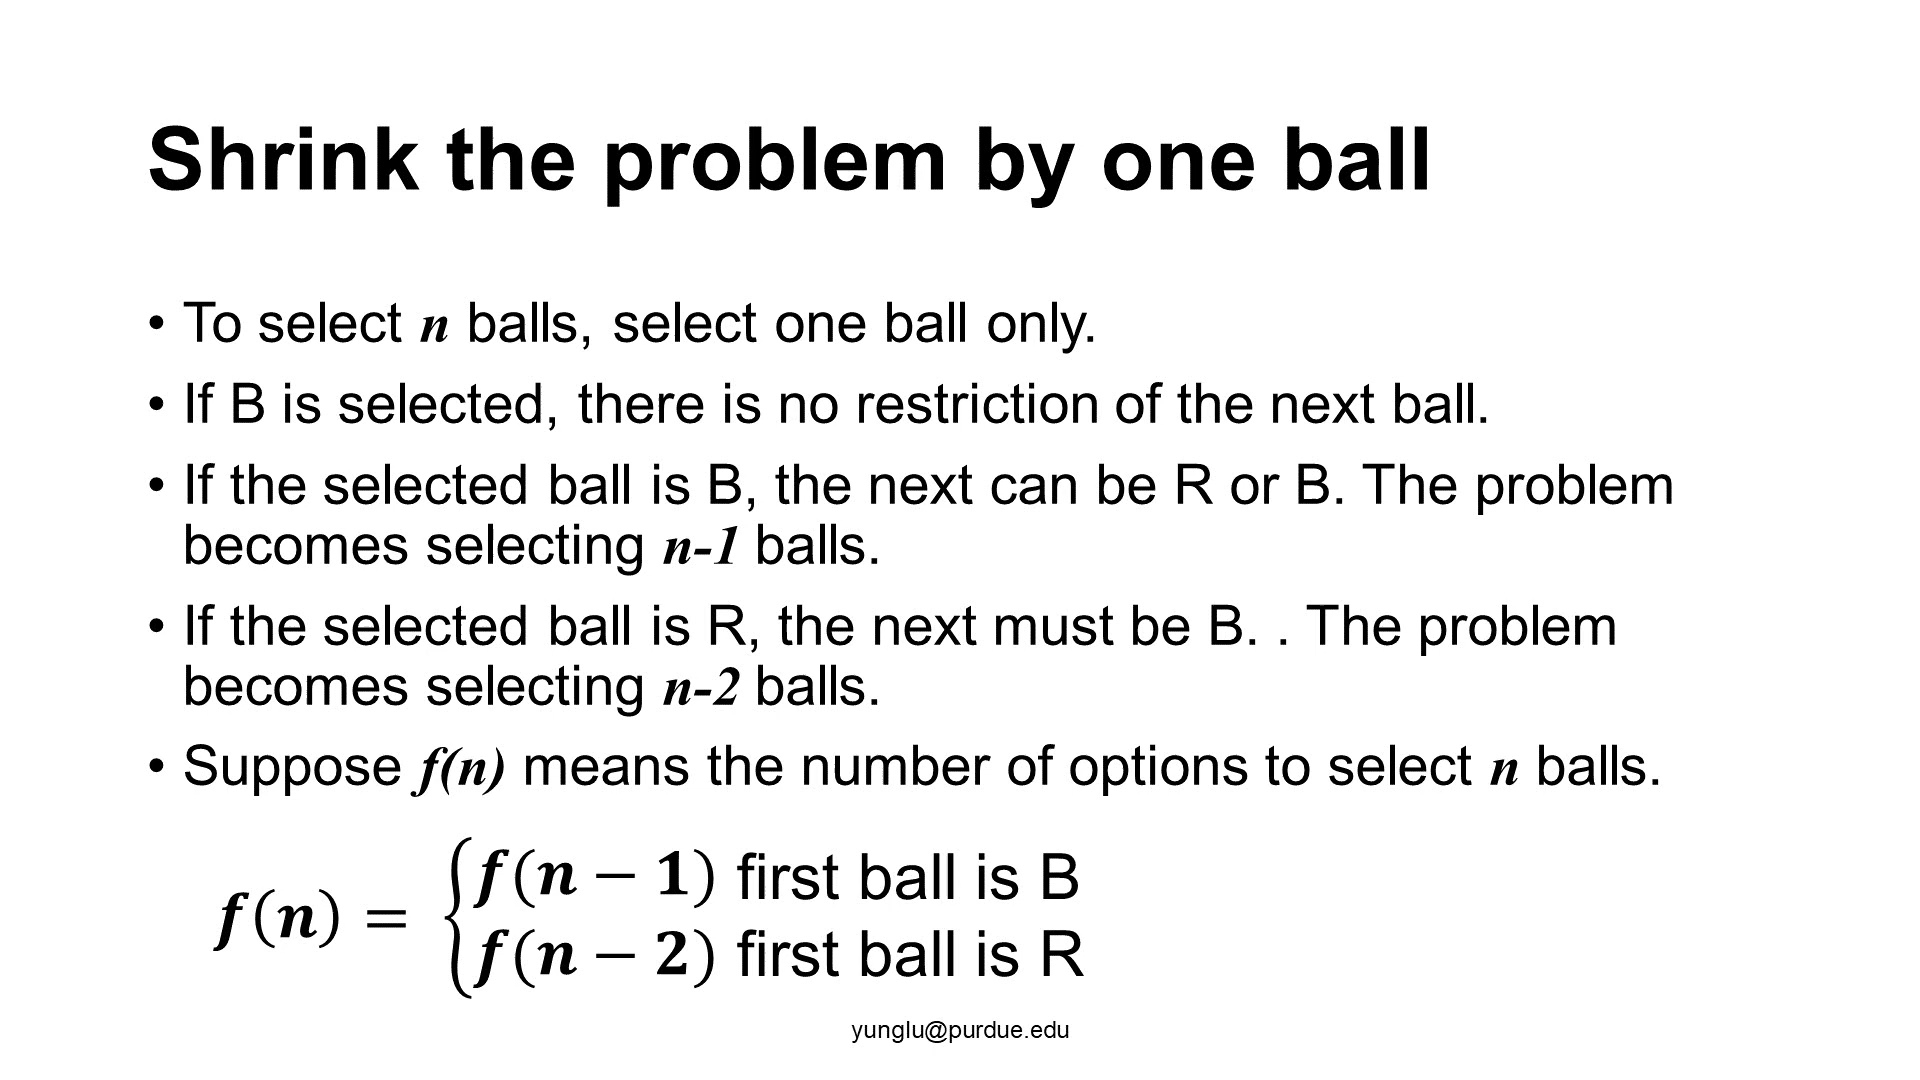 Shrink the problem by one ball
• To select n balls, select one ball only.
• If B is selected, there is no restriction of the next ball.
• If the selected ball is B, the next can be R or B. The problem
becomes selecting n-1 balls.
• If the selected ball is R, the next must be B. . The problem
becomes selecting n-2 balls.
• Suppose f(n) means the number of options to select n balls.
f(n) = { f(n − 1) first ball is B
f(n − 2) first ball is R
yunglu@purdue.edu